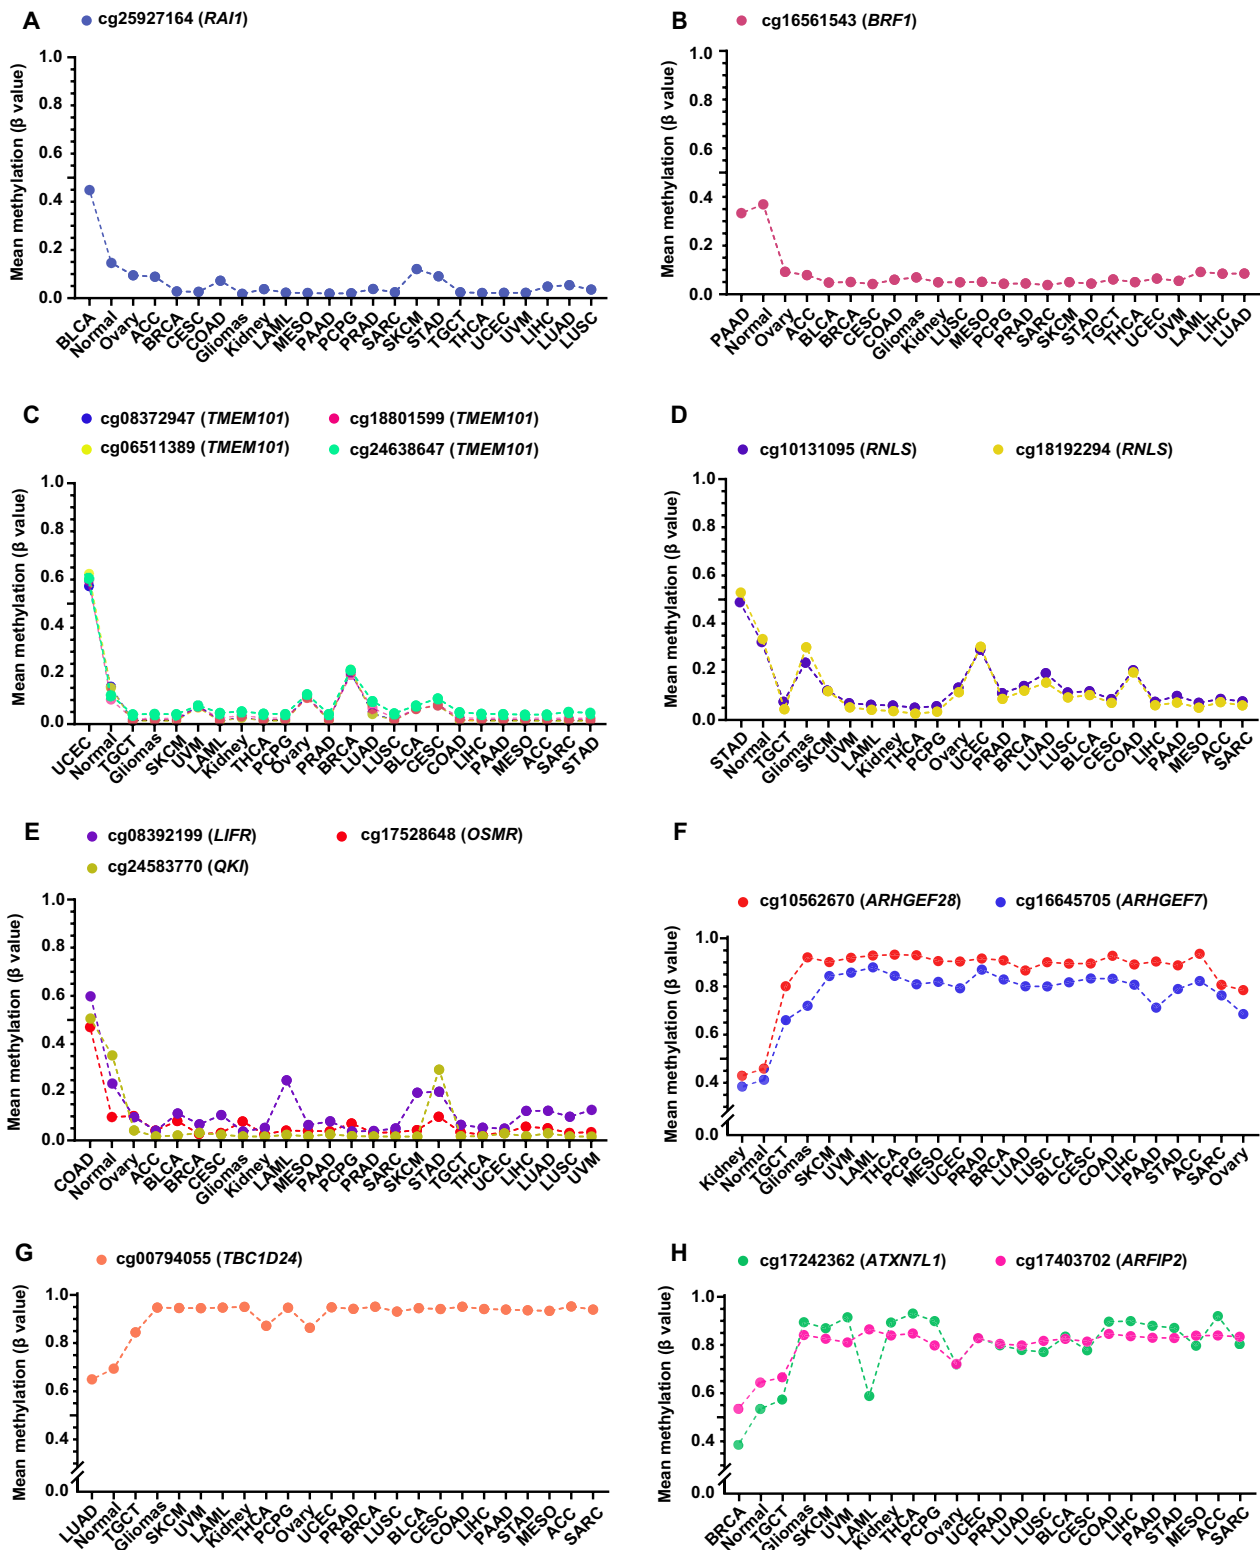 A
cg25927164 (RAI1)
Mean methylation (β value)
1.0
0.8
0.6
0.4
0.2
0.0
BLCA
Normal
Ovary
ACC
BRCA
CESC
COAD
Gliomas
Kidney
LAML
MESO
PAAD
PCPG
PRAD
SARC
SKCM
STAD
TGCT
THCA
UCEC
UVM
LIHC
LUAD
LUSC
B
cg16561543 (BRF1)
Mean methylation (β value)
1.0
0.8
0.6
0.4
0.2
0.0
PAAD
Normal
Ovary
ACC
BLCA
BRCA
CESC
COAD
Gliomas
Kidney
LUSC
MESO
PCPG
PRAD
SARC
SKCM
STAD
TGCT
THCA
UCEC
UVM
LAML
LIHC
LUAD
C
cg08372947 (TMEM101)
cg18801599 (TMEM101)
cg06511389 (TMEM101)
cg24638647 (TMEM101)
Mean methylation (β value)
1.0
0.8
0.6
0.4
0.2
0.0
UCEC
Normal
TGCT
Gliomas
SKCM
UVM
LAML
Kidney
THCA
PCPG
Ovary
PRAD
BRCA
LUAD
LUSC
BLCA
CESC
COAD
LIHC
PAAD
MESO
ACC
SARC
STAD
D
cg10131095 (RNLS)
cg18192294 (RNLS)
Mean methylation (β value)
1.0
0.8
0.6
0.4
0.2
0.0
STAD
Normal
TGCT
Gliomas
SKCM
UVM
LAML
Kidney
THCA
PCPG
Ovary
UCEC
PRAD
BRCA
LUAD
LUSC
BLCA
CESC
COAD
LIHC
PAAD
MESO
ACC
SARC
E
cg08392199 (LIFR)
cg17528648 (OSMR)
cg24583770 (QKI)
Mean methylation (β value)
1.0
0.8
0.6
0.4
0.2
0.0
COAD
Normal
Ovary
ACC
BLCA
BRCA
CESC
Gliomas
Kidney
LAML
MESO
PAAD
PCPG
PRAD
SARC
SKCM
STAD
TGCT
THCA
UCEC
LIHC
LUAD
LUSC
UVM
F
cg10562670 (ARHGEF28)
cg16645705 (ARHGEF7)
Mean methylation (β value)
1.0
0.8
0.6
0.4
0.0
Kidney
Normal
TGCT
Gliomas
SKCM
UVM
LAML
THCA
PCPG
MESO
UCEC
PRAD
BRCA
LUAD
LUSC
BLCA
CESC
COAD
LIHC
PAAD
STAD
ACC
SARC
Ovary
G
cg00794055 (TBC1D24)
Mean methylation (β value)
1.0
0.8
0.6
0.4
0.0
LUAD
Normal
TGCT
Gliomas
SKCM
UVM
LAML
Kidney
THCA
PCPG
Ovary
UCEC
PRAD
BRCA
LUSC
BLCA
CESC
COAD
LIHC
PAAD
STAD
MESO
ACC
SARC
H
cg17242362 (ATXN7L1)
cg17403702 (ARFIP2)
Mean methylation (β value)
1.0
0.8
0.6
0.4
0.0
BRCA
Normal
TGCT
Gliomas
SKCM
UVM
LAML
Kidney
THCA
PCPG
Ovary
UCEC
PRAD
LUAD
LUSC
BLCA
CESC
COAD
LIHC
PAAD
STAD
MESO
ACC
SARC